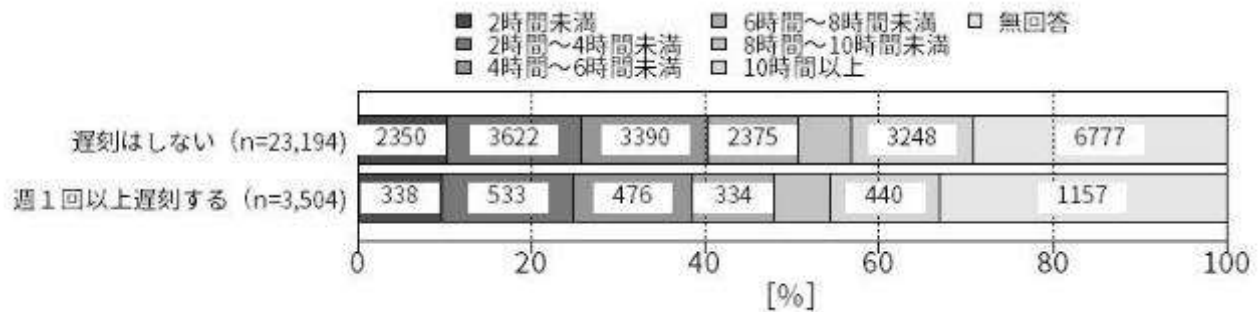 ■ 2時間未満 ■ 6時間～8時間未満 □ 無回答
■ 2時間～4時間未満 □ 8時間～10時間未満
■ 4時間～6時間未満 □ 10時間以上
遅刻はしない（n=23,194) 2350 3622 3390 2375 3248 6777
週１回以上遅刻する（n=3,504) 338 533 476 334 440 1157
0 20 40 60 80 100
[%]